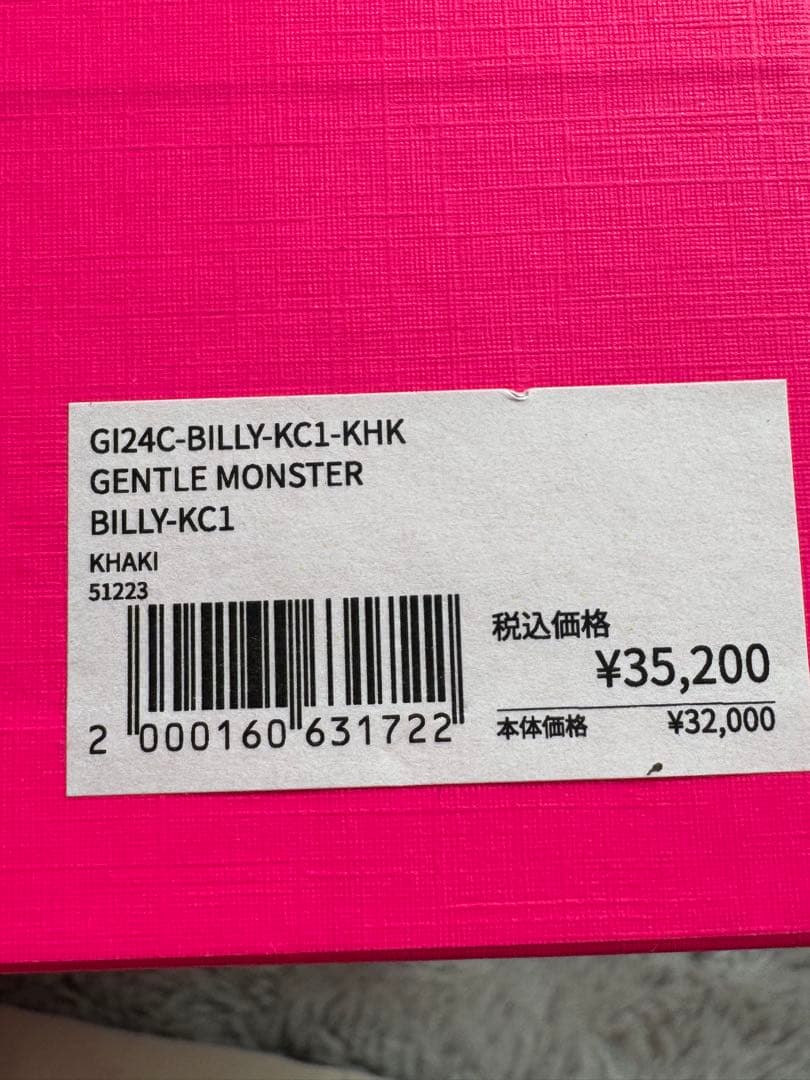 GI24C-BILLY-KC1-KHK
GENTLE MONSTER
BILLY-KC1
KHAKI
51223
税込価格
¥35,200
本体価格 ¥32,000
2 000160 631722